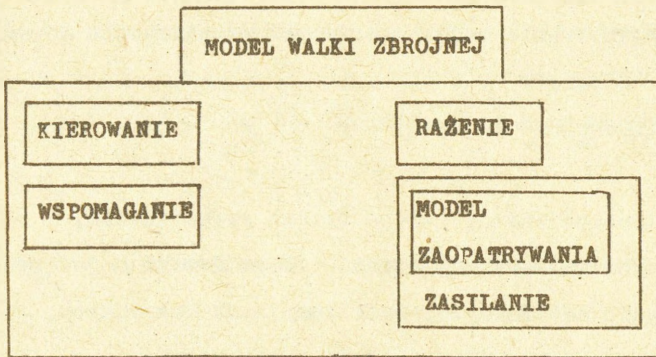 MODEL WALKI ZBROJNEJ
KIEROWANIE
RAŻENIE
WSPOMAGANIE
MODEL
ZAOPATRYWANIA
ZASILANIE